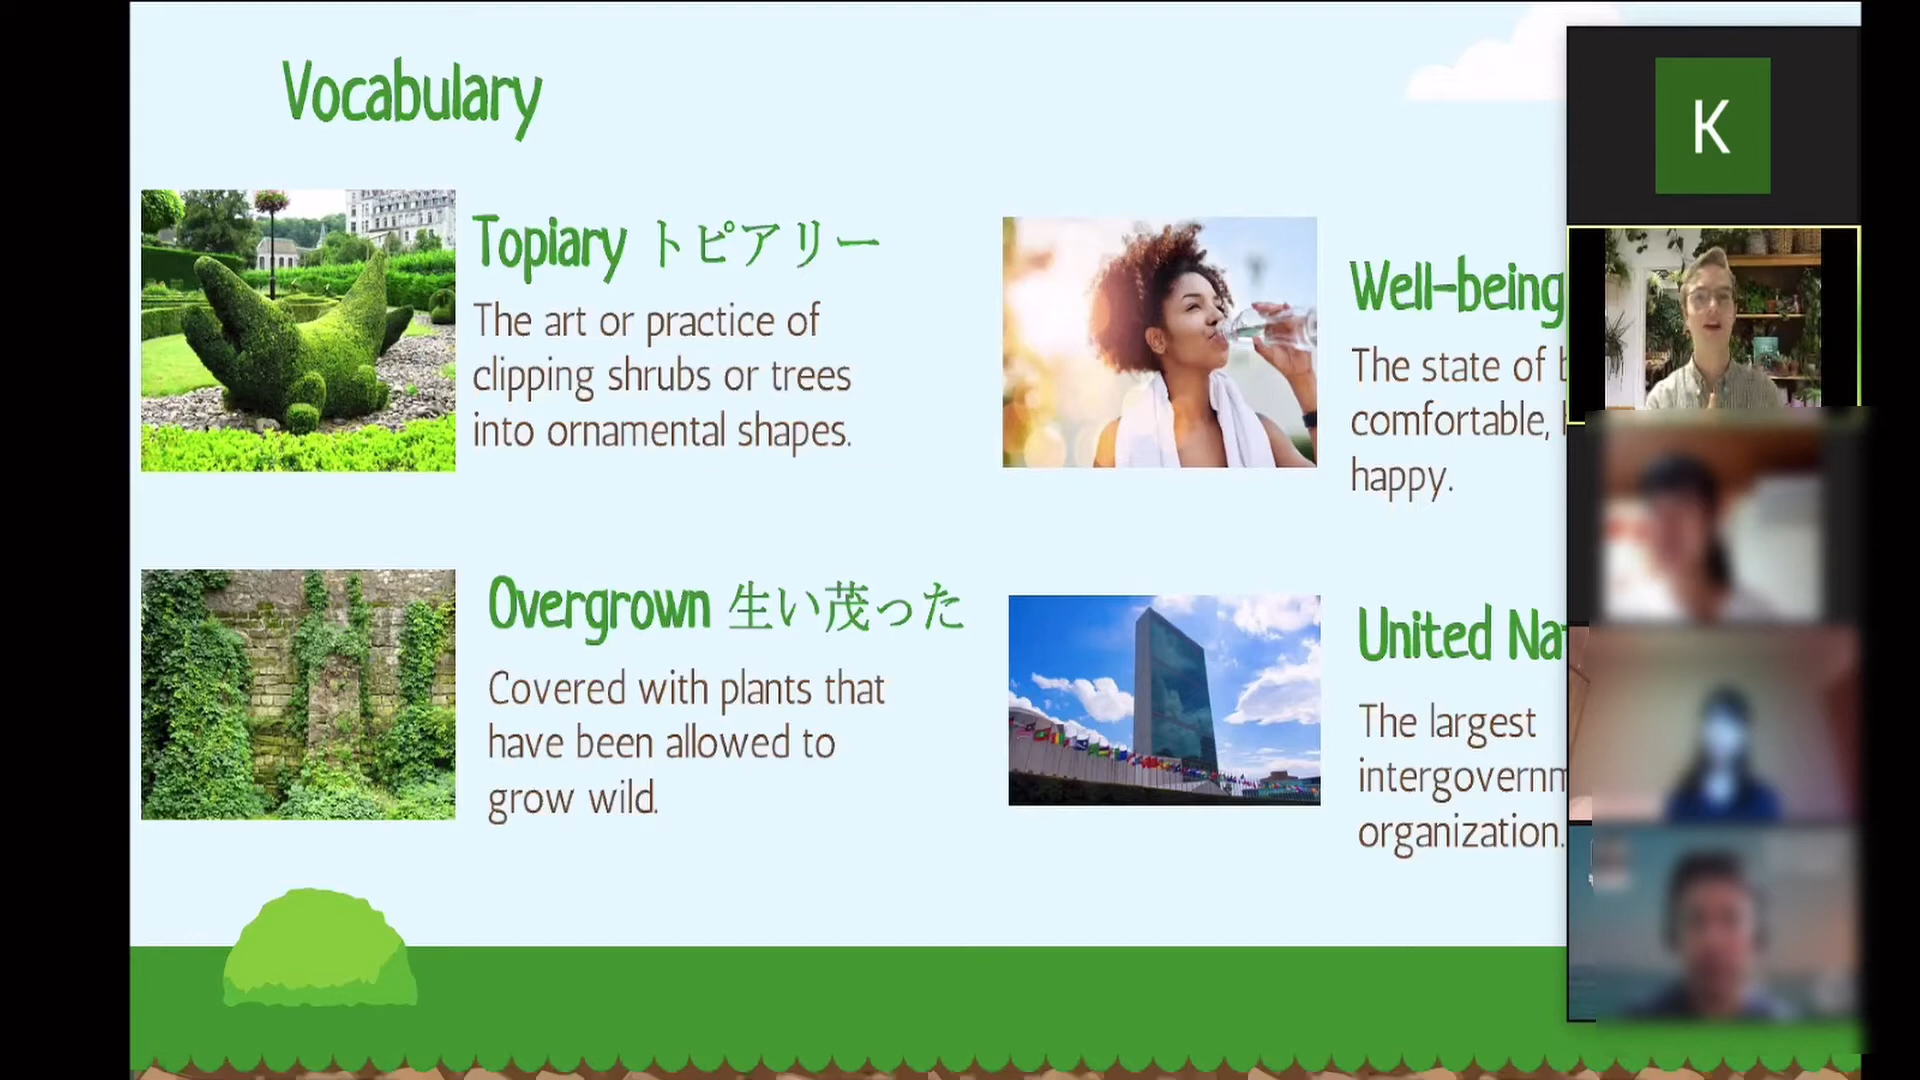 Vocabulary
Topiary トピアリー
The art or practice of
clipping shrubs or trees
into ornamental shapes.
Well-being
The state of
comfortable,
happy.
Overgrown 生い茂った
Covered with plants that
have been allowed to
grow wild.
United
The largest
organization.
K